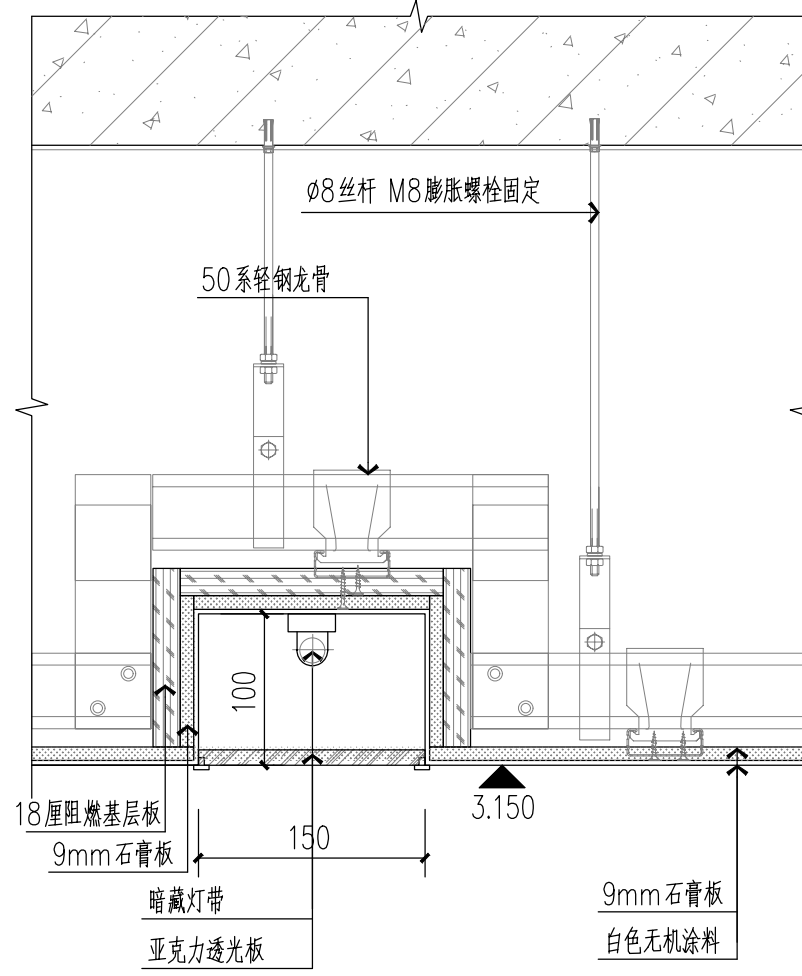 ø8丝杆 M8膨胀螺栓固定
50系轻钢龙骨
100
18厘阻燃基层板
3.150
150
9mm石膏板
暗藏灯带
9mm石膏板
亚克力透光板
白色无机涂料